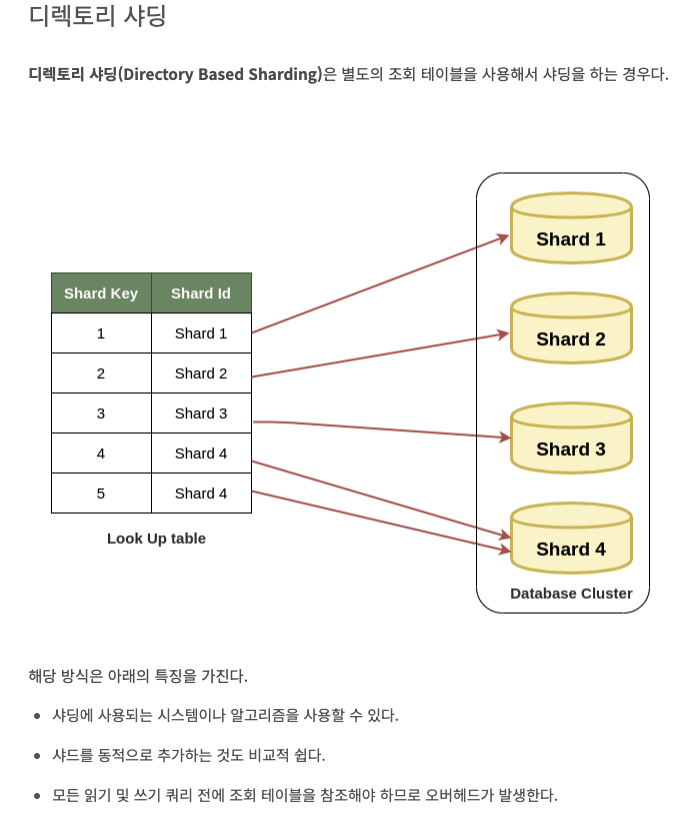 디렉토리 샤딩
디렉토리 샤딩(Directory Based Sharding)은 별도의 조회 테이블을 사용해서 샤딩을 하는 경우다.
Shard Key Shard Id
1 Shard 1
2 Shard 2
3 Shard 3
4 Shard 4
5 Shard 4
Look Up table
Shard 1
Shard 2
Shard 3
Shard 4
Database Cluster
해당 방식은 아래의 특징을 가진다.
• 샤딩에 사용되는 시스템이나 알고리즘을 사용할 수 있다.
• 샤드를 동적으로 추가하는 것도 비교적 쉽다.
• 모든 읽기 및 쓰기 쿼리 전에 조회 테이블을 참조해야 하므로 오버헤드가 발생한다.